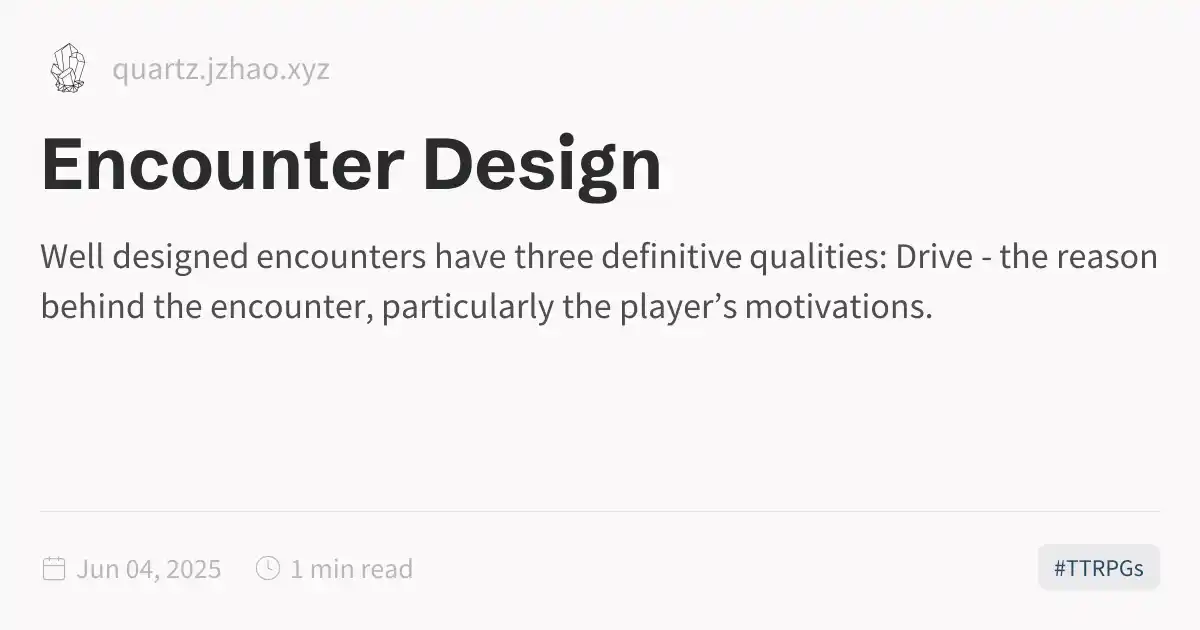 quartz.jzhao.xyz
Encounter Design
Well designed encounters have three definitive qualities: Drive - the reason
behind the encounter, particularly the player’s motivations.
Jun 04, 2025 1 min read #TTRPGs